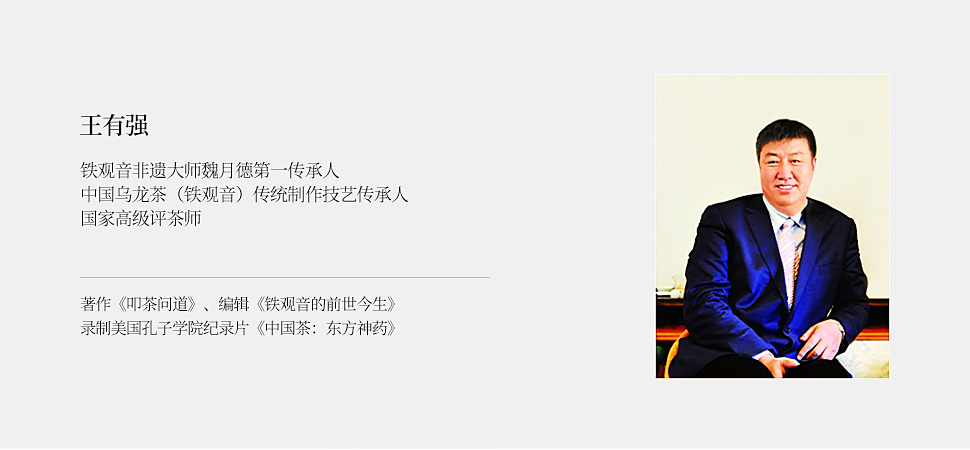 王有强
铁观音非遗大师魏月德第一传承人
中国乌龙茶（铁观音）传统制作技艺传承人
国家高级评茶师
著作《叩茶问道》、编辑《铁观音的前世今生》
录制美国孔子学院纪录片《中国茶：东方神药》